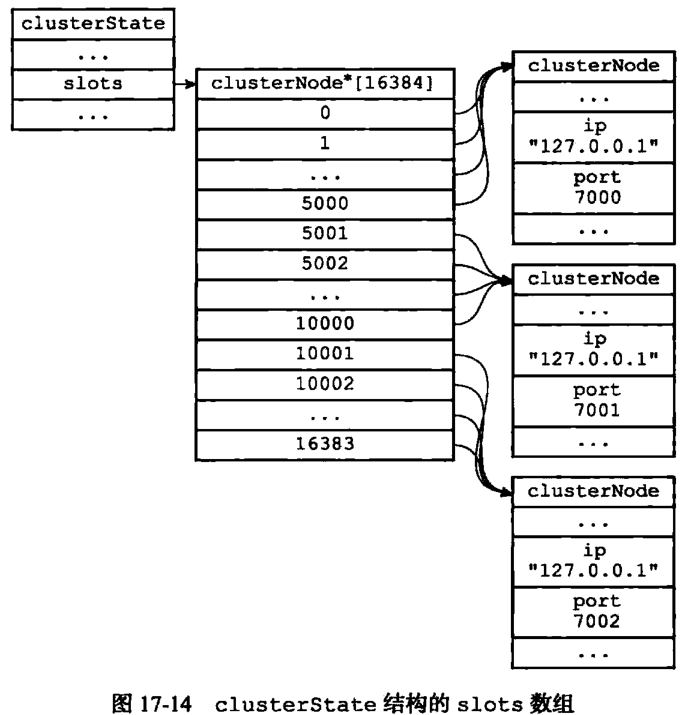 clusterState
...
slots
...
clusterNode*[16384]
0
1
...
5000
5001
5002
...
10000
10001
10002
...
16383
clusterNode
...
ip
"127.0.0.1"
port
7000
...
clusterNode
...
ip
"127.0.0.1"
port
7001
...
clusterNode
...
ip
"127.0.0.1"
port
7002
...
图 17-14 clusterState 结构的 slots 数组